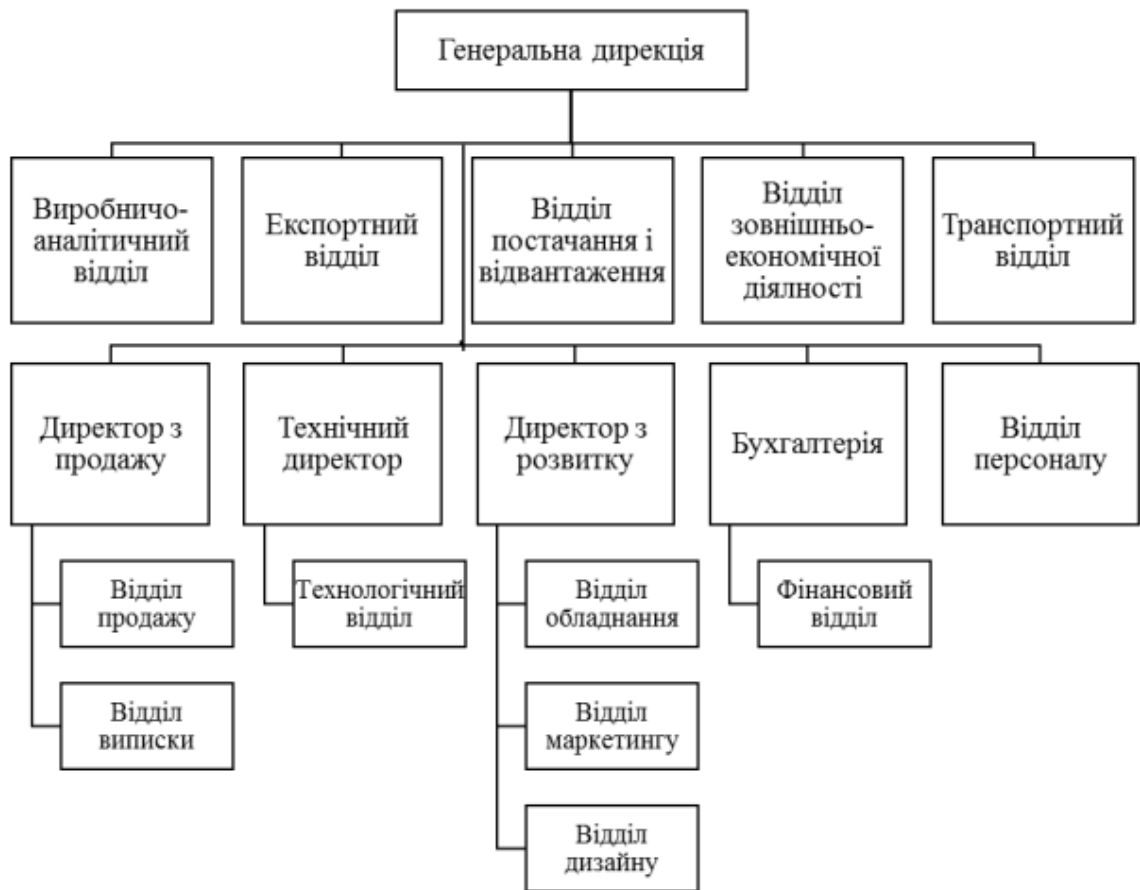 Генеральна дирекція
Виробничо-
аналітичний
відділ
Експортний
відділ
Відділ
постачання і
відвантаження
Відділ
зовнішньо-
економічної
діялності
Транспортний
відділ
Директор з
продажу
Технічний
директор
Директор з
розвитку
Бухгалтерія
Відділ
персоналу
Відділ
продажу
Технологічний
відділ
Відділ
обладнання
Фінансовий
відділ
Відділ
виписки
Відділ
маркетингу
Відділ
дизайну